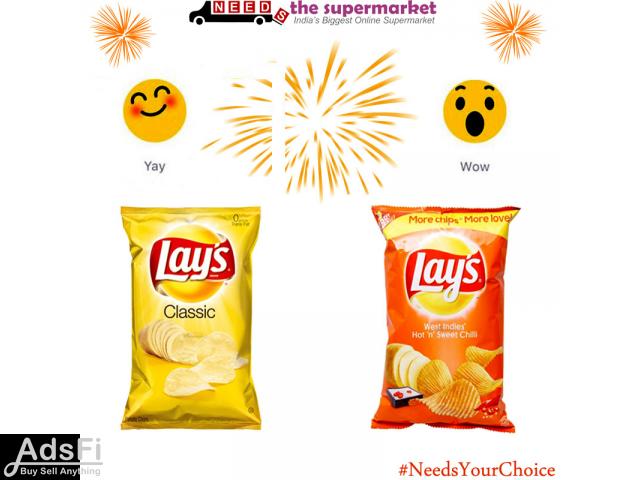 NEEDS the supermarket
India's Biggest Online Supermarket
Yay
Wow
Lay's
Classic
More chips - More love!
Lay's
West Indies'
Hot 'n' Sweet Chilli
AdsFi
Buy Sell Anything
#NeedsYourChoice